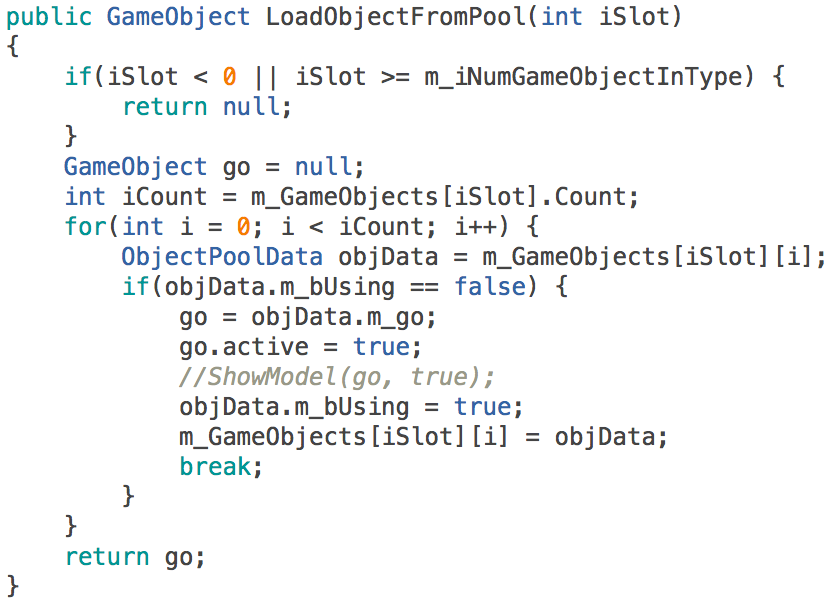 public GameObject LoadObjectFromPool(int iSlot)
{
    if(iSlot < 0 || iSlot >= m_iNumGameObjectInType) {
        return null;
    }
    GameObject go = null;
    int iCount = m_GameObjects[iSlot].Count;
    for(int i = 0; i < iCount; i++) {
        ObjectPoolData objData = m_GameObjects[iSlot][i];
        if(objData.m_bUsing == false) {
            go = objData.m_go;
            go.active = true;
            //ShowModel(go, true);
            objData.m_bUsing = true;
            m_GameObjects[iSlot][i] = objData;
            break;
        }
    }
    return go;
}